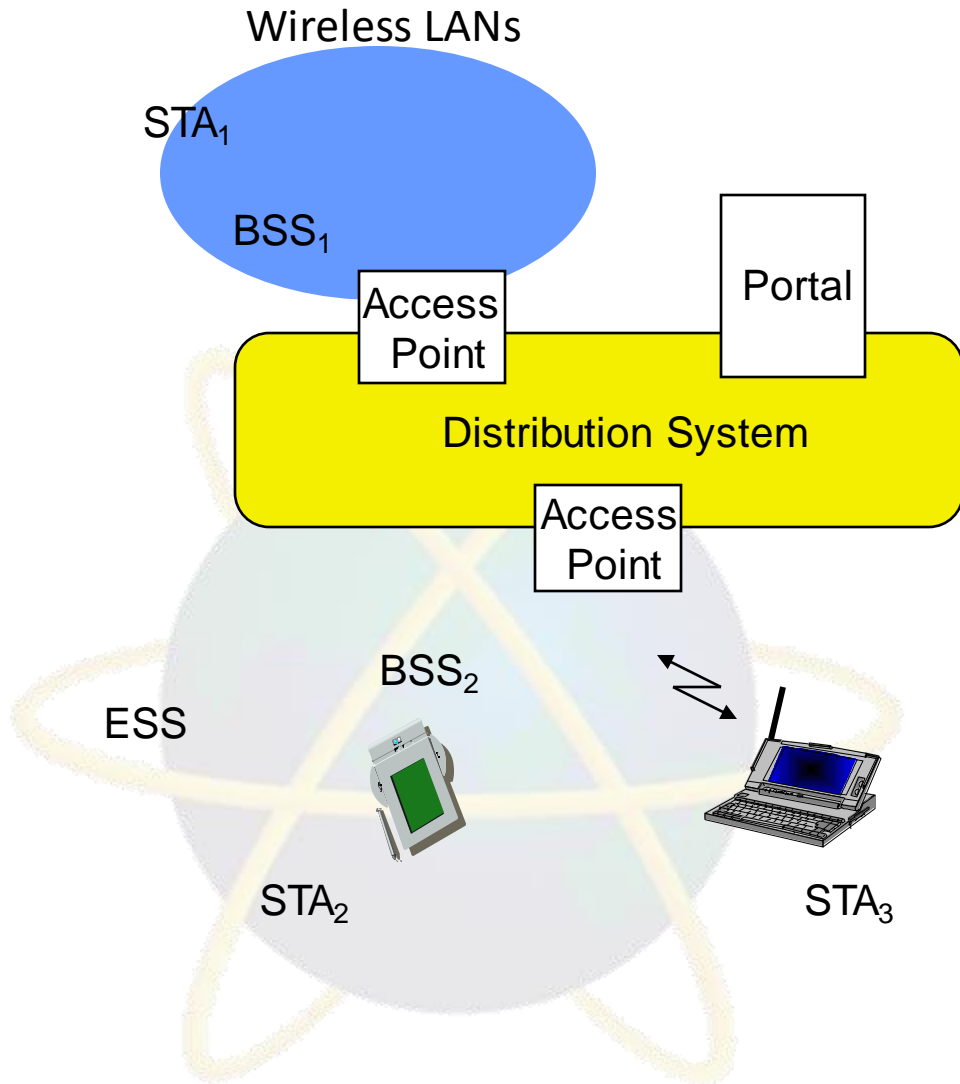 Wireless LANs
STA₁
BSS₁
Access
Point
Portal
Distribution System
Access
Point
BSS₂
ESS
STA₂
STA₃